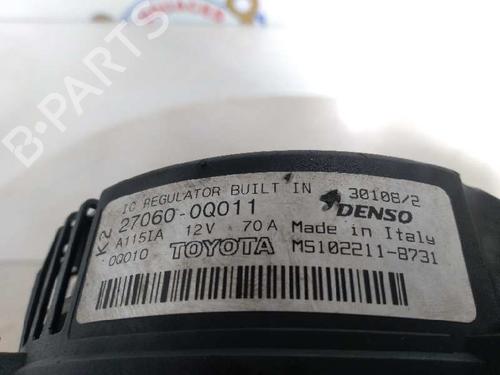 B-PARTS
IC REGULATOR BUILT IN 30108/2
K2 27060-0Q011 DENSO
A115IA 12V 70A Made in Italy
0Q010 TOYOTA MS102211-8731